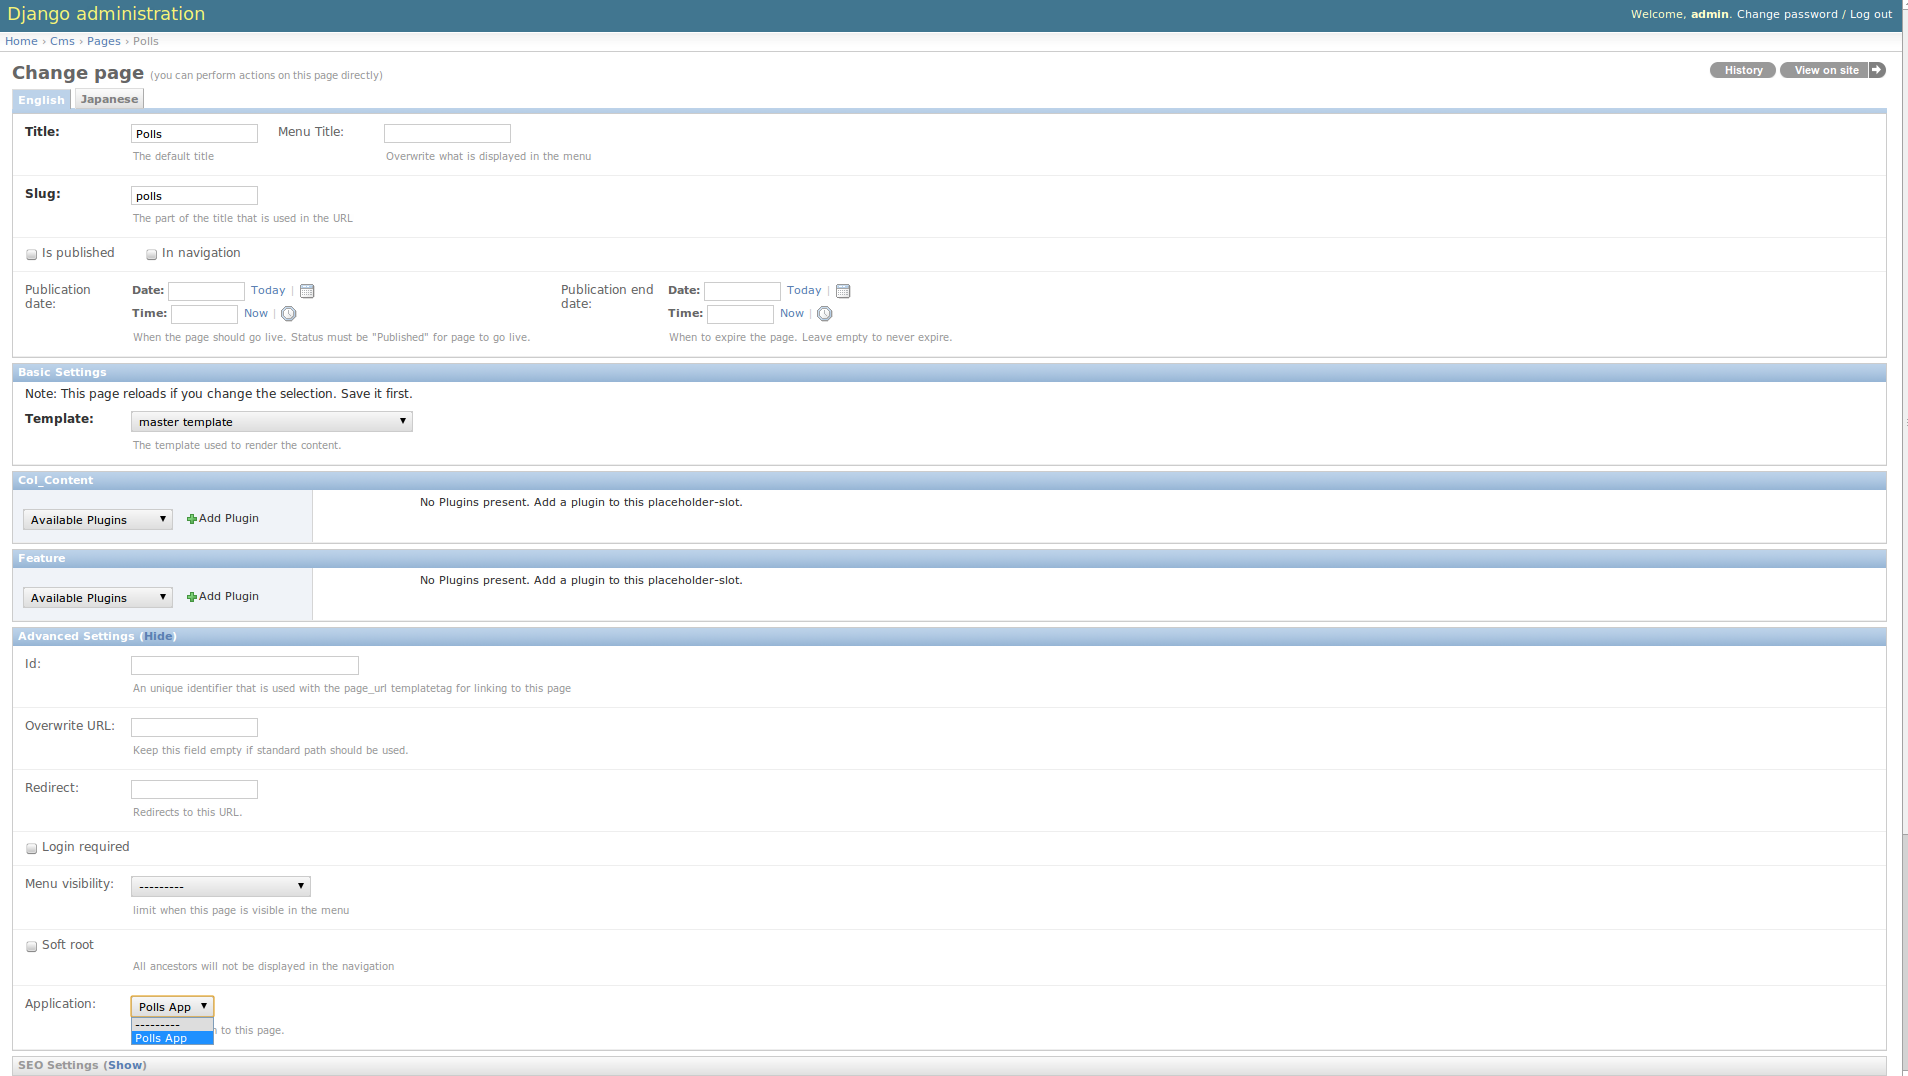 Django administration
Welcome, admin. Change password / Log out
Home › Cms › Pages › Polls
Change page (you can perform actions on this page directly)
History View on site
English Japanese
Title: Polls Menu Title:
The default title Overwrite what is displayed in the menu
Slug: polls
The part of the title that is used in the URL
Is published In navigation
Publication date: Date: Today | Publication end date: Date: Today |
Time: Now | Time: Now |
When the page should go live. Status must be "Published" for page to go live. When to expire the page. Leave empty to never expire.
Basic Settings
Note: This page reloads if you change the selection. Save it first.
Template: master template
The template used to render the content.
Col_Content
No Plugins present. Add a plugin to this placeholder-slot.
Available Plugins Add Plugin
Feature
No Plugins present. Add a plugin to this placeholder-slot.
Available Plugins Add Plugin
Advanced Settings (Hide)
Id:
An unique identifier that is used with the page_url templatetag for linking to this page
Overwrite URL:
Keep this field empty if standard path should be used.
Redirect:
Redirects to this URL.
Login required
Menu visibility: ---------
limit when this page is visible in the menu
Soft root
All ancestors will not be displayed in the navigation
Application: Polls App
---------
to this page.
Polls App
SEO Settings (Show)